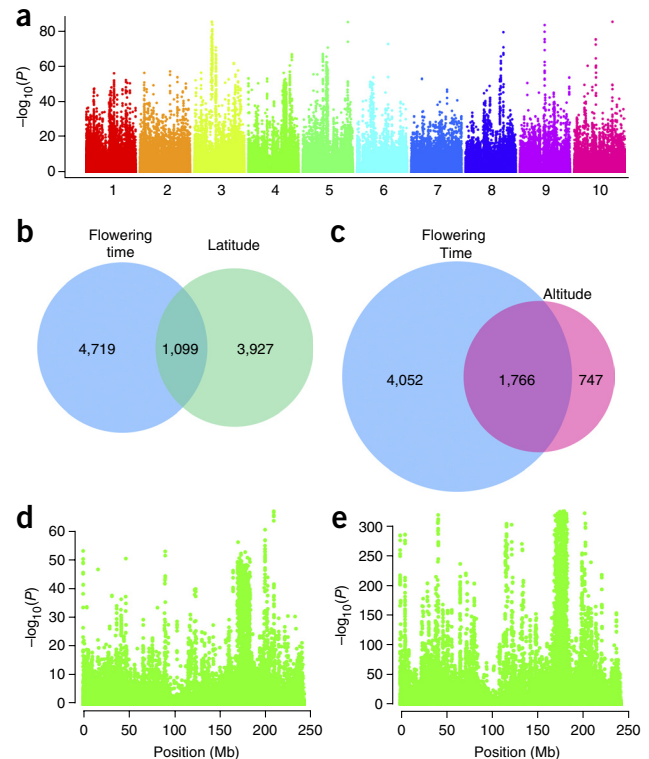 a
–log10(P)
80
60
40
20
0
1 2 3 4 5 6 7 8 9 10
b
Flowering
time
Latitude
4,719
1,099
3,927
c
Flowering
Time
Altitude
4,052
1,766
747
d
–log10(P)
60
50
40
30
20
10
0
0 50 100 150 200 250
Position (Mb)
e
–log10(P)
300
250
200
150
100
50
0
0 50 100 150 200 250
Position (Mb)